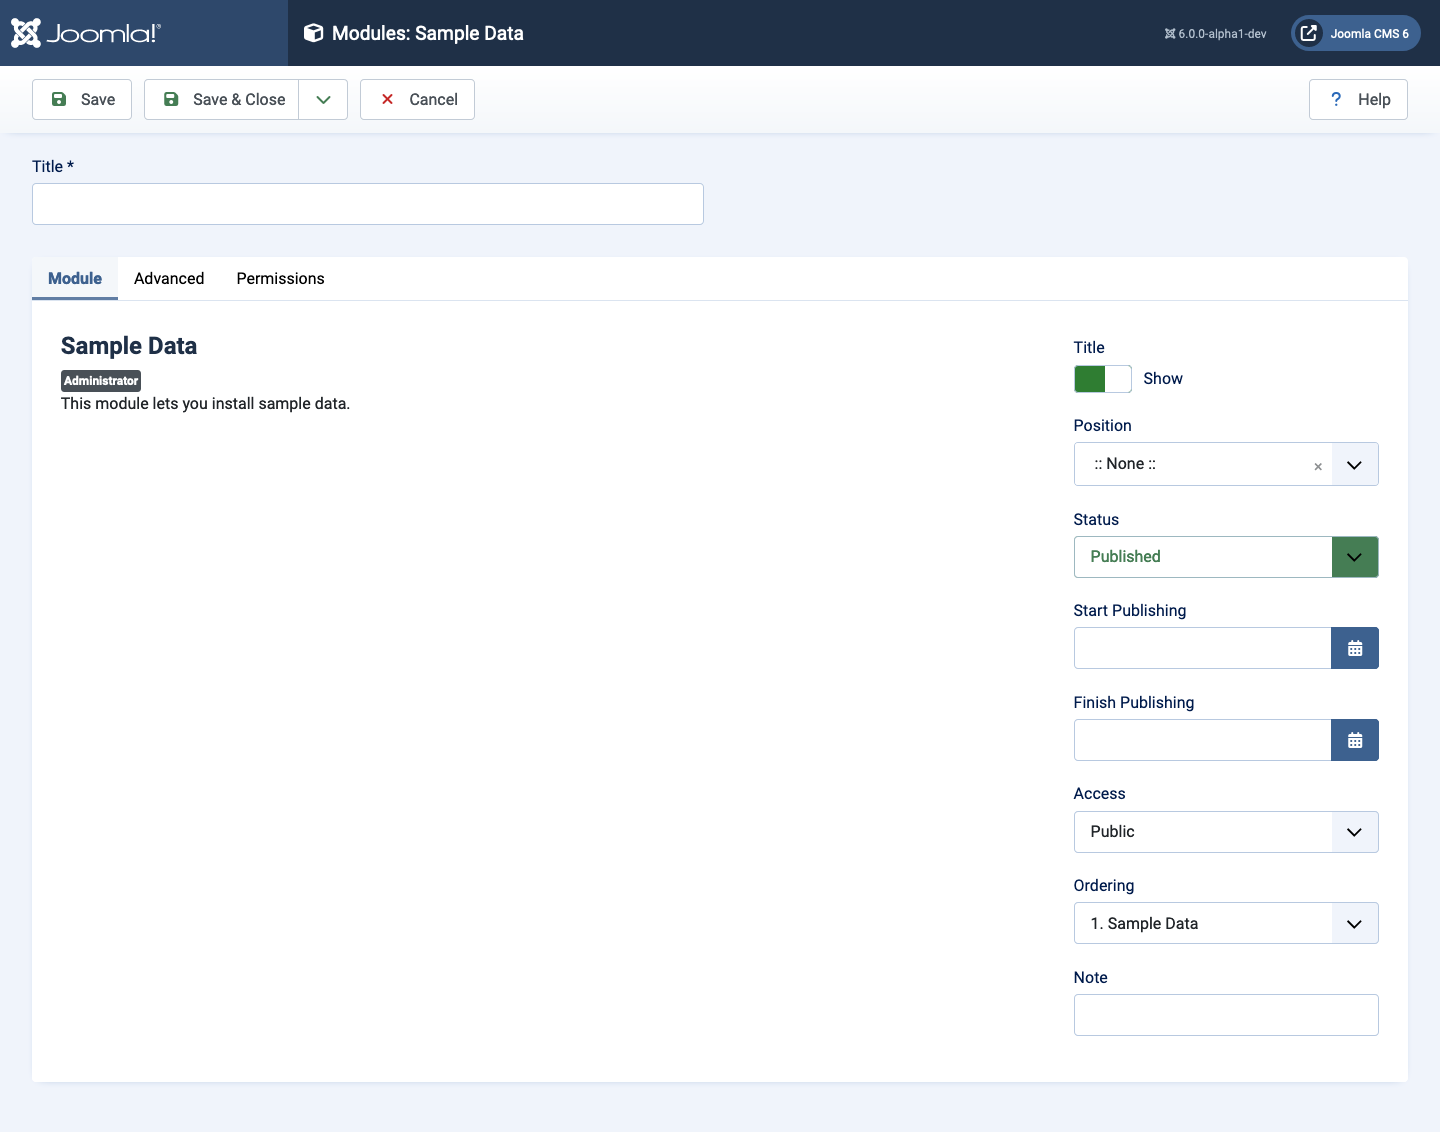 Joomla!®
Modules: Sample Data
6.0.0-alpha1-dev
Joomla CMS 6
Save
Save & Close
Cancel
? Help
Title *
Module
Advanced
Permissions
Sample Data
Administrator
This module lets you install sample data.
Title
Show
Position
:: None ::
×
Status
Published
Start Publishing
Finish Publishing
Access
Public
Ordering
1. Sample Data
Note